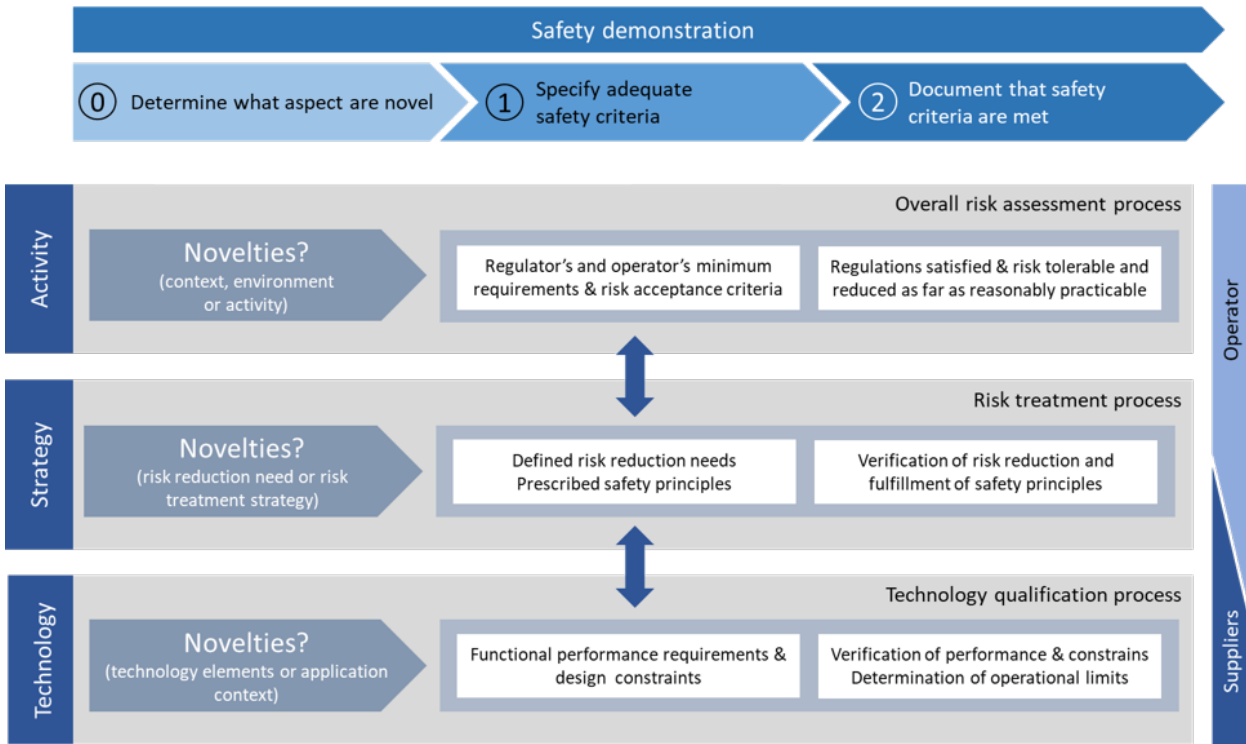 Safety demonstration
0 Determine what aspect are novel
1 Specify adequate
safety criteria
2 Document that safety
criteria are met
Activity
Overall risk assessment process
Novelties?
(context, environment
or activity)
Regulator's and operator's minimum
requirements & risk acceptance criteria
Regulations satisfied & risk tolerable and
reduced as far as reasonably practicable
Operator
Strategy
Risk treatment process
Novelties?
(risk reduction need or risk
treatment strategy)
Defined risk reduction needs
Prescribed safety principles
Verification of risk reduction and
fulfillment of safety principles
Technology
Technology qualification process
Novelties?
(technology elements or application
context)
Functional performance requirements &
design constraints
Verification of performance & constrains
Determination of operational limits
Suppliers